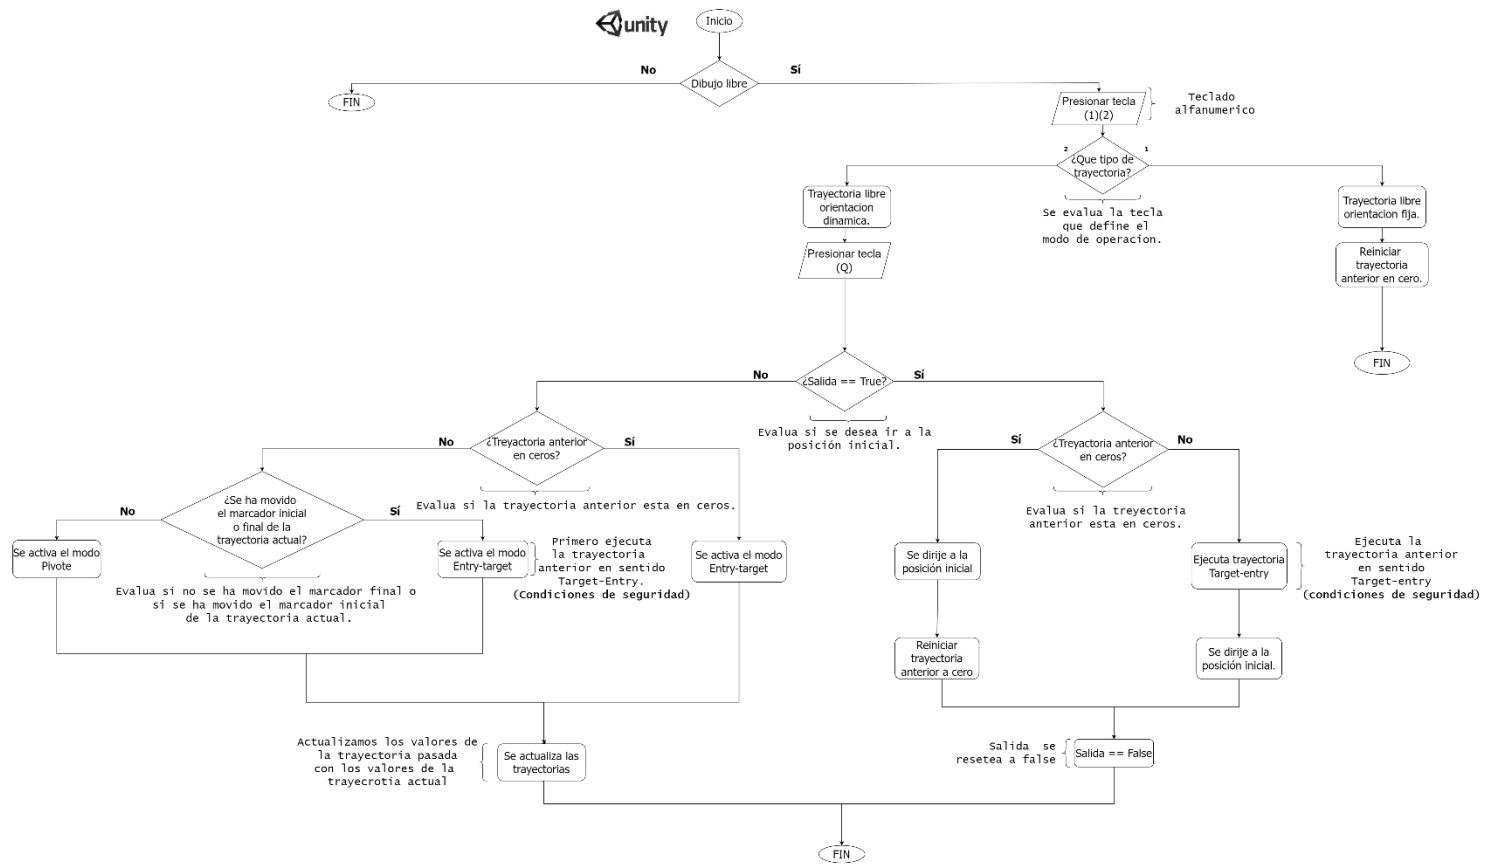 unity
Inicio
No
Sí
Dibujo libre
FIN
Presionar tecla
(1)(2)
Teclado
alfanumerico
2
1
¿Que tipo de
trayectoria?
Trayectoria libre
orientacion
dinamica.
Se evalua la tecla
que define el
modo de operacion.
Trayectoria libre
orientacion fija.
Presionar tecla
(Q)
Reiniciar
trayectoria
anterior en cero.
FIN
No
¿Salida == True?
Sí
Evalua si se desea ir a la
posición inicial.
No
¿Treyactoria anterior
en ceros?
Sí
Sí
¿Treyactoria anterior
en ceros?
No
Evalua si la trayectoria anterior esta en ceros.
Evalua si la treyectoria
anterior esta en ceros.
No
¿Se ha movido
el marcador inicial
o final de la
trayectoria actual?
Sí
Se activa el modo
Pivote
Evalua si no se ha movido el marcador final o
si se ha movido el marcador inicial
de la trayectoria actual.
Se activa el modo
Entry-target
Primero ejecuta
la trayectoria
anterior en sentido
Target-Entry.
(Condiciones de seguridad)
Se activa el modo
Entry-target
Se dirije a la
posición inicial
Ejecuta trayectoria
Target-entry
Ejecuta la
trayectoria anterior
en sentido
Target-entry
(condiciones de seguridad)
Reiniciar
trayectoria
anterior a cero
Se dirije a la
posición inicial.
Actualizamos los valores de
la trayectoria pasada
con los valores de la
trayecrotia actual
Se actualiza las
trayectorias
Salida se
resetea a false
Salida == False
FIN